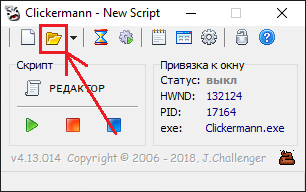 Clickermann - New Script
Скрипт
РЕДАКТОР
Привязка к окну
Статус: выкл
HWND: 132124
PID: 17164
exe: Clickermann.exe
v4.13.014 Copyright © 2006 - 2018, J.Challenger